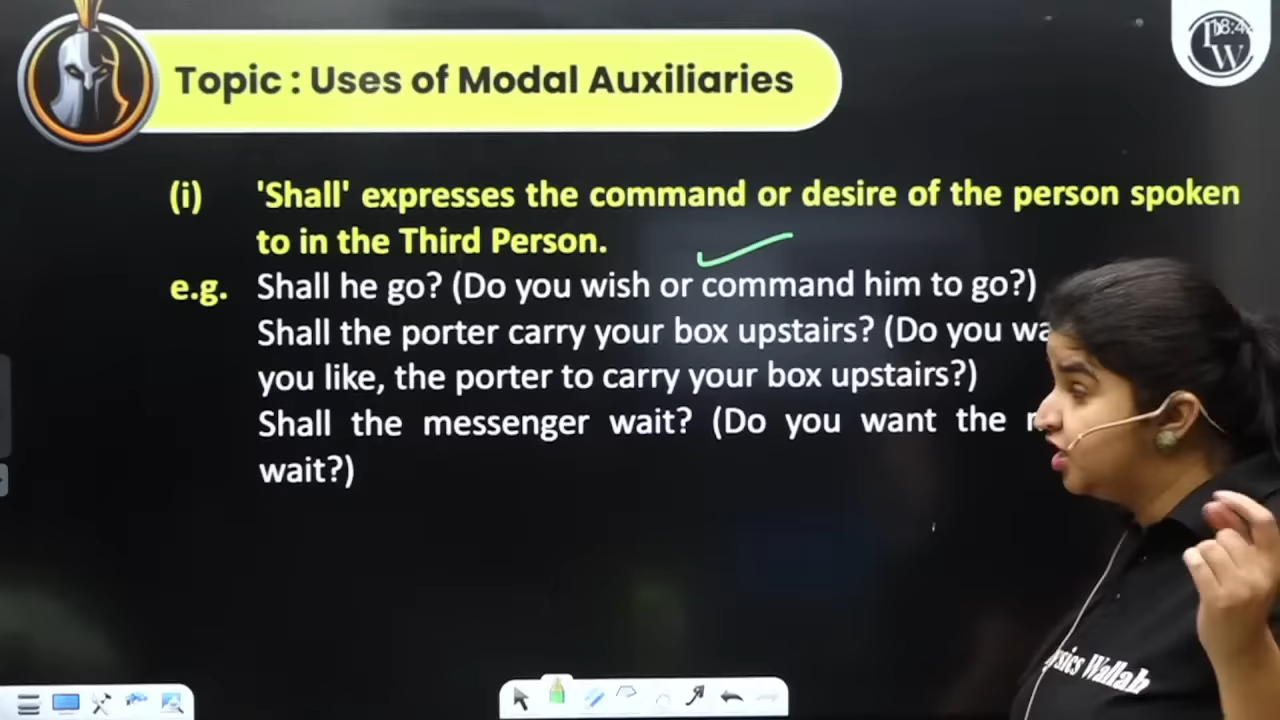 Topic : Uses of Modal Auxiliaries
(i) 'Shall' expresses the command or desire of the person spoken
to in the Third Person.
e.g. Shall he go? (Do you wish or command him to go?)
Shall the porter carry your box upstairs? (Do you
you like, the porter to carry your box upstairs?)
Shall the messenger wait? (Do you want the
wait?)
Wallah